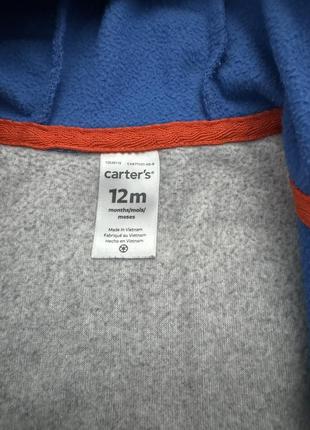 carter's®
12m
months/mois/
meses
Made in Vietnam
Fabriqué au Vietnam
Hecho en Vietnam